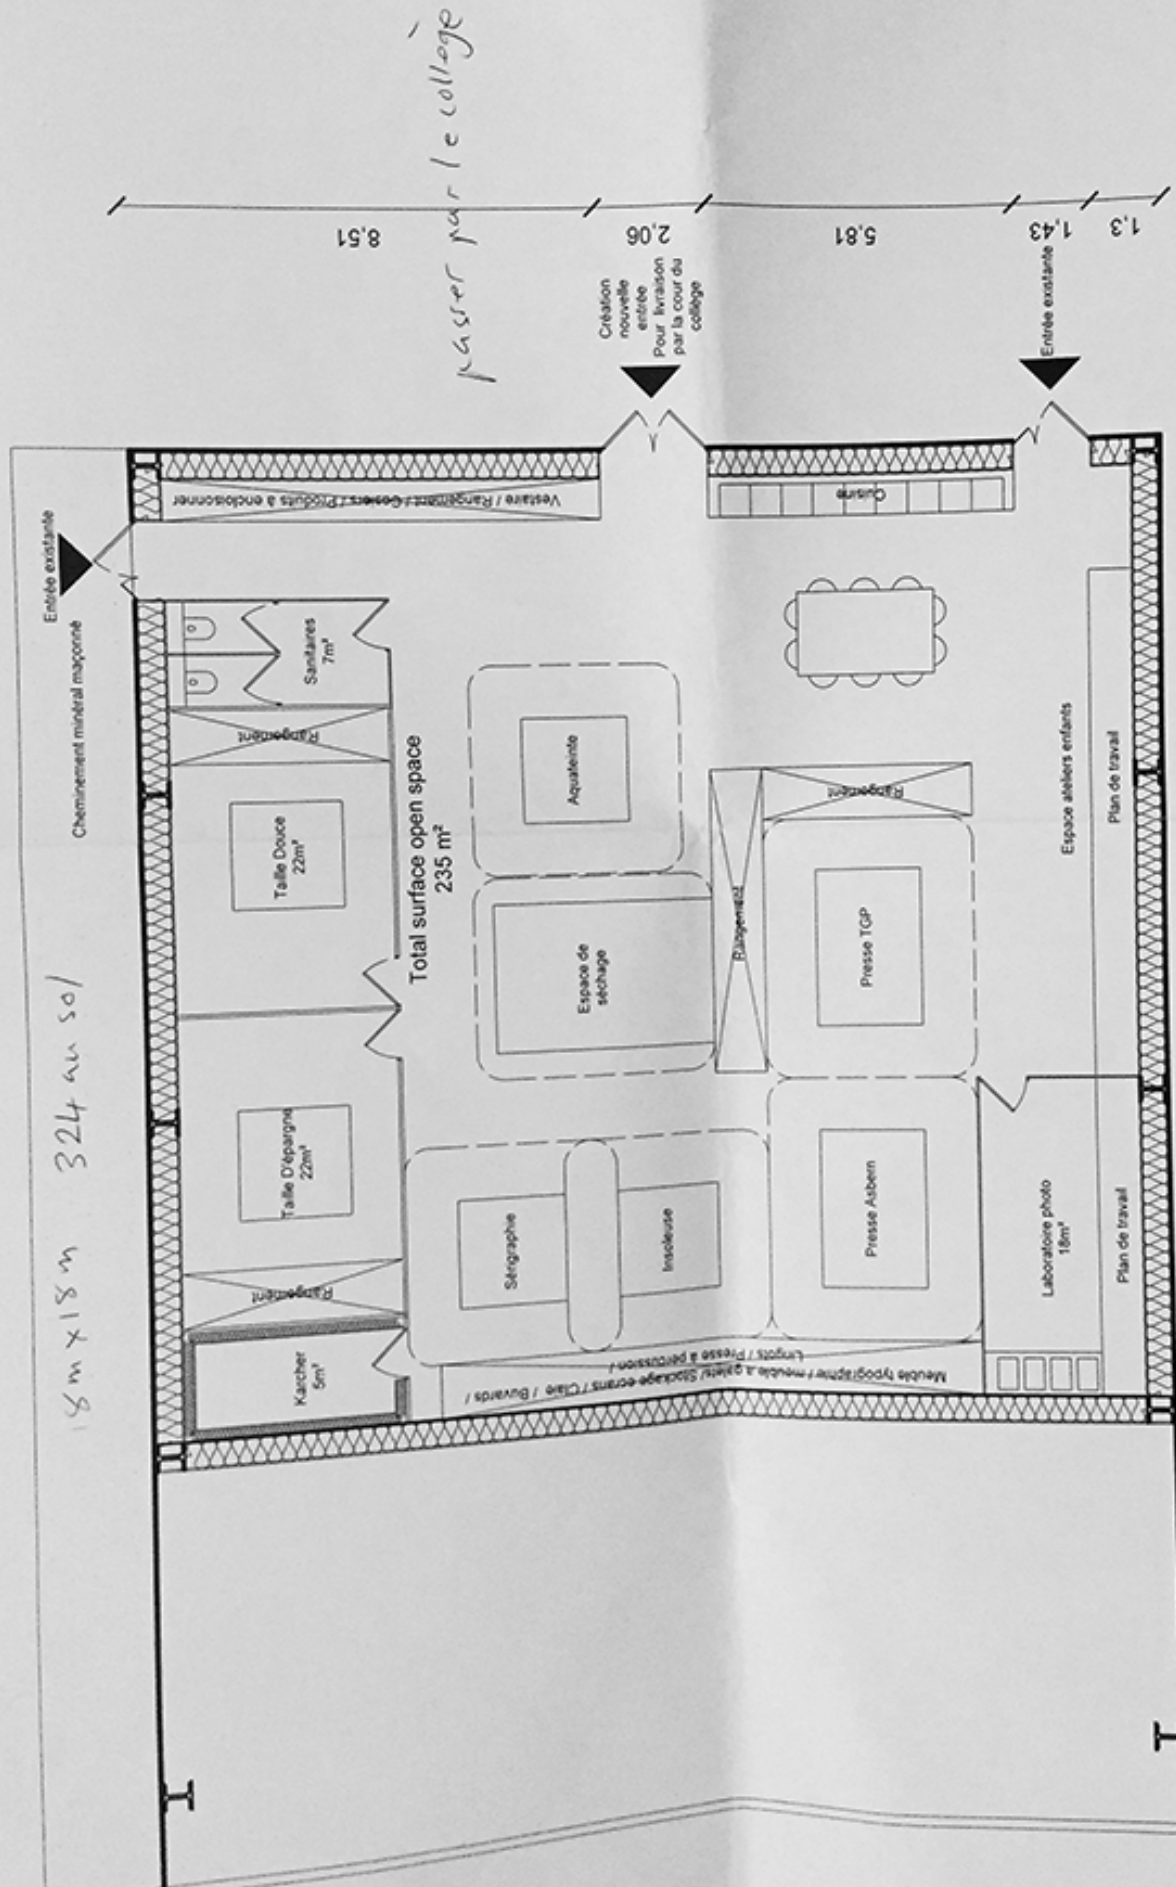 passer par le collège
18m x 18m 324 au sol
Entrée existante
Cheminement minéral maçonné
8,51
2,06
5,81
1,43
1,3
Création
nouvelle
entrée
Pour livraison
par la cour du
collège
Entrée existante
Vestaire / Rangement / Cosiers / Produits à encloisonner
Cuisine
Sanitaires
7m²
Rangement
Taille Douce
22m²
Total surface open space
235 m²
Aquateinte
Espace de
séchage
Rangement
Rangement
Presse TGP
Espace ateliers enfants
Plan de travail
Taille D'épargne
22m²
Rangement
Karcher
5m²
Sérigraphie
Insoleuse
Presse Asbern
Laboratoire photo
18m²
Plan de travail
Meuble typographie / meuble a galets/ Stockage écrans / Claie / Buvards /
Lingots / Presse à percussion /